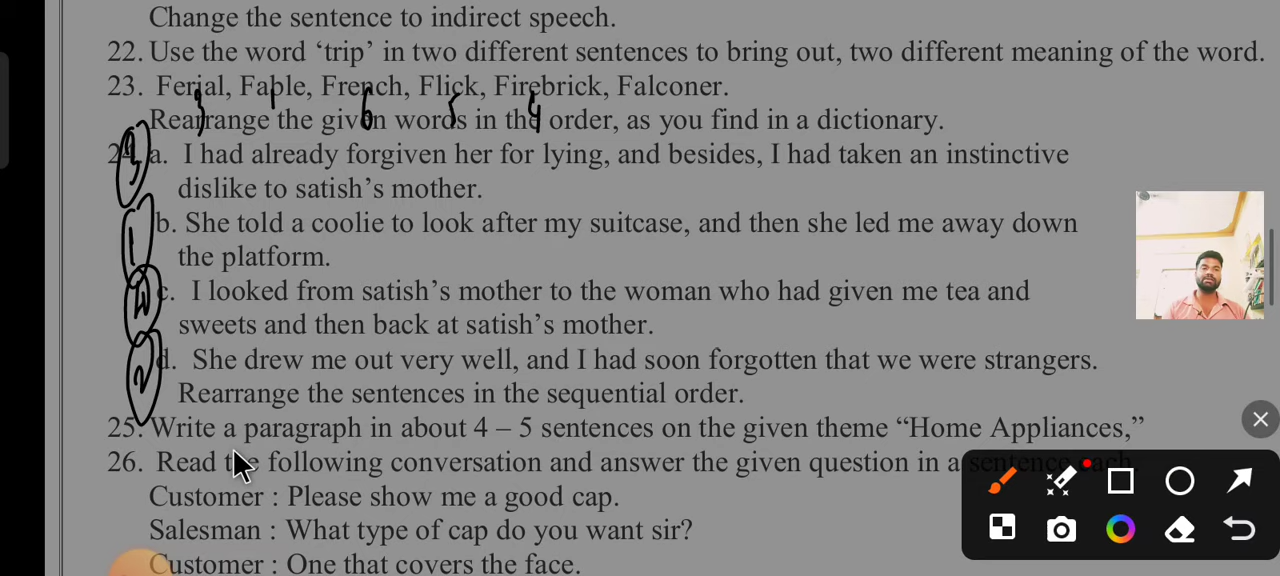 Change the sentence to indirect speech.
22. Use the word ‘trip’ in two different sentences to bring out, two different meaning of the word.
23. Ferial, Fable, French, Flick, Firebrick, Falconer.
3 1 6 5 4
Rearrange the given words in the order, as you find in a dictionary.
24. a. I had already forgiven her for lying, and besides, I had taken an instinctive
3
dislike to satish’s mother.
b. She told a coolie to look after my suitcase, and then she led me away down
1
the platform.
c. I looked from satish’s mother to the woman who had given me tea and
sweets and then back at satish’s mother.
d. She drew me out very well, and I had soon forgotten that we were strangers.
2
Rearrange the sentences in the sequential order.
25. Write a paragraph in about 4 – 5 sentences on the given theme “Home Appliances,”
26. Read the following conversation and answer the given question in a sentence each.
Customer : Please show me a good cap.
Salesman : What type of cap do you want sir?
Customer : One that covers the face.